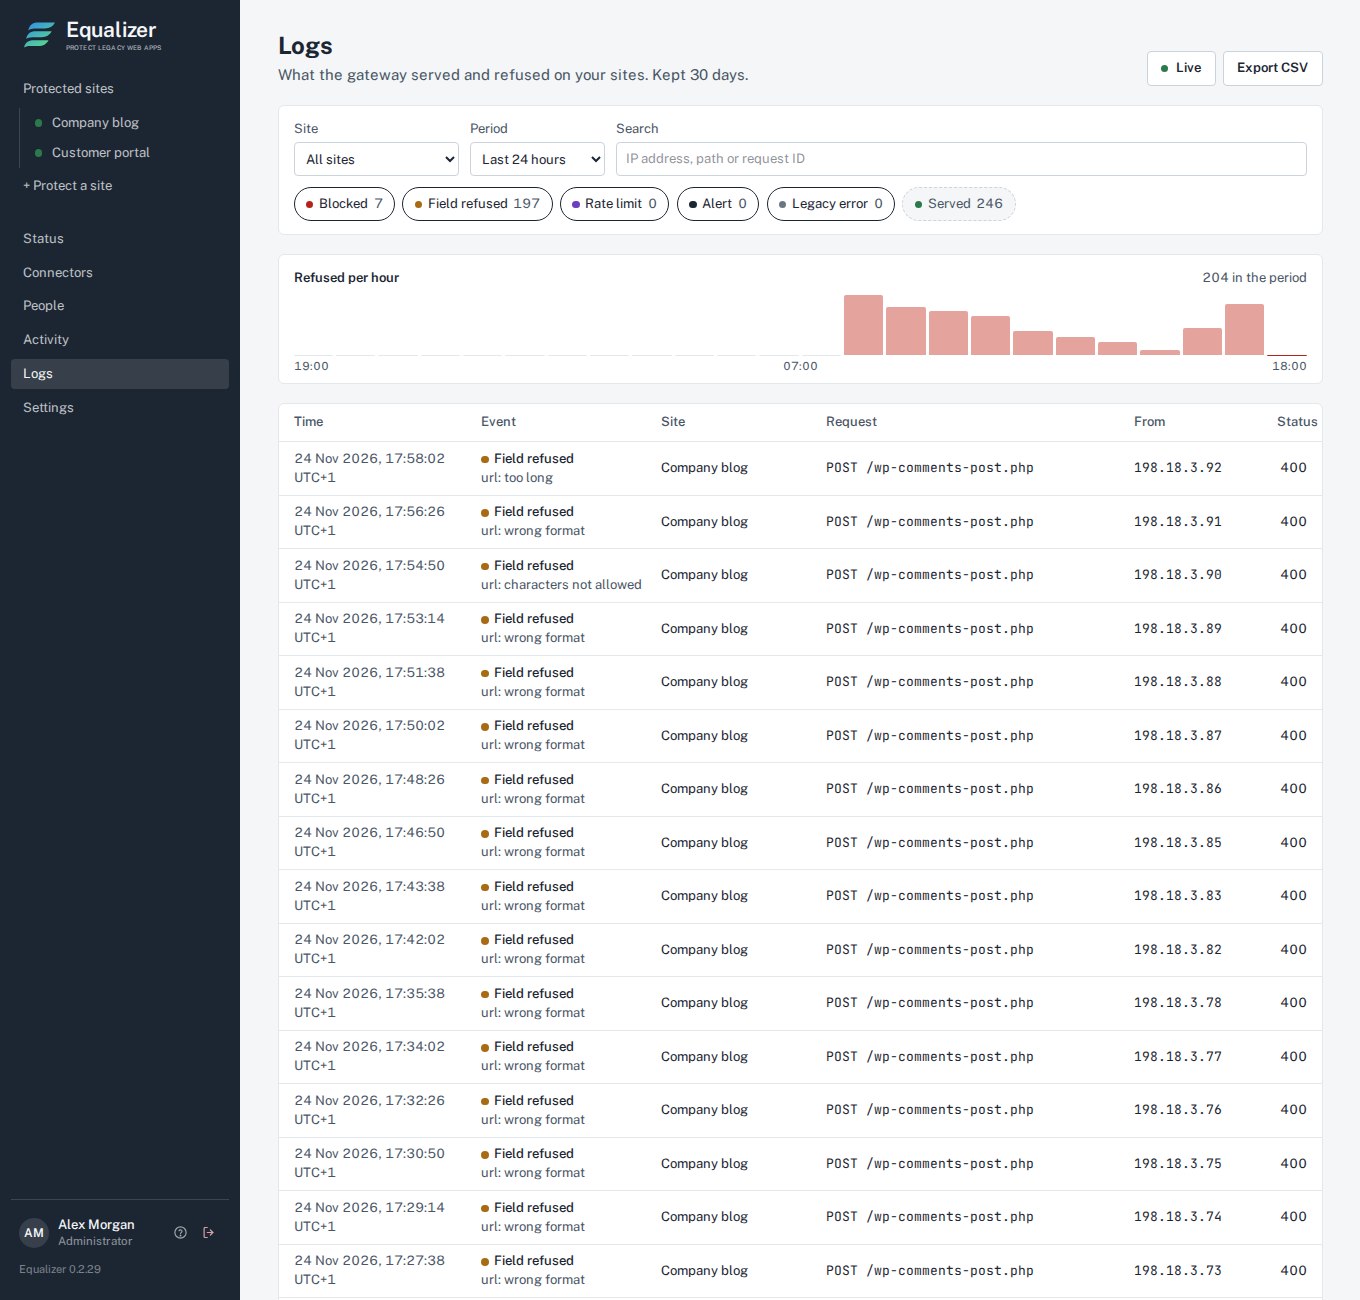 Equalizer
PROTECT LEGACY WEB APPS
Protected sites
Company blog
Customer portal
+ Protect a site
Status
Connectors
People
Activity
Logs
Settings
AM
Alex Morgan
Administrator
Equalizer 0.2.29
Logs
What the gateway served and refused on your sites. Kept 30 days.
Live
Export CSV
Site
Period
Search
All sites
Last 24 hours
IP address, path or request ID
Blocked 7
Field refused 197
Rate limit 0
Alert 0
Legacy error 0
Served 246
Refused per hour
204 in the period
19:00
07:00
18:00
Time Event Site Request From Status
24 Nov 2026, 17:58:02 UTC+1 Field refused url: too long Company blog POST /wp-comments-post.php 198.18.3.92 400
24 Nov 2026, 17:56:26 UTC+1 Field refused url: wrong format Company blog POST /wp-comments-post.php 198.18.3.91 400
24 Nov 2026, 17:54:50 UTC+1 Field refused url: characters not allowed Company blog POST /wp-comments-post.php 198.18.3.90 400
24 Nov 2026, 17:53:14 UTC+1 Field refused url: wrong format Company blog POST /wp-comments-post.php 198.18.3.89 400
24 Nov 2026, 17:51:38 UTC+1 Field refused url: wrong format Company blog POST /wp-comments-post.php 198.18.3.88 400
24 Nov 2026, 17:50:02 UTC+1 Field refused url: wrong format Company blog POST /wp-comments-post.php 198.18.3.87 400
24 Nov 2026, 17:48:26 UTC+1 Field refused url: wrong format Company blog POST /wp-comments-post.php 198.18.3.86 400
24 Nov 2026, 17:46:50 UTC+1 Field refused url: wrong format Company blog POST /wp-comments-post.php 198.18.3.85 400
24 Nov 2026, 17:43:38 UTC+1 Field refused url: wrong format Company blog POST /wp-comments-post.php 198.18.3.83 400
24 Nov 2026, 17:42:02 UTC+1 Field refused url: wrong format Company blog POST /wp-comments-post.php 198.18.3.82 400
24 Nov 2026, 17:35:38 UTC+1 Field refused url: wrong format Company blog POST /wp-comments-post.php 198.18.3.78 400
24 Nov 2026, 17:34:02 UTC+1 Field refused url: wrong format Company blog POST /wp-comments-post.php 198.18.3.77 400
24 Nov 2026, 17:32:26 UTC+1 Field refused url: wrong format Company blog POST /wp-comments-post.php 198.18.3.76 400
24 Nov 2026, 17:30:50 UTC+1 Field refused url: wrong format Company blog POST /wp-comments-post.php 198.18.3.75 400
24 Nov 2026, 17:29:14 UTC+1 Field refused url: wrong format Company blog POST /wp-comments-post.php 198.18.3.74 400
24 Nov 2026, 17:27:38 UTC+1 Field refused url: wrong format Company blog POST /wp-comments-post.php 198.18.3.73 400